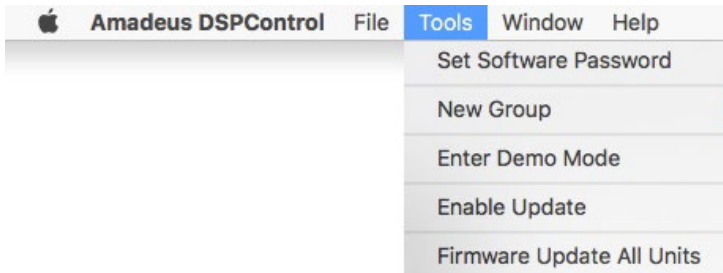 Amadeus DSPControl File Tools Window Help
Set Software Password
New Group
Enter Demo Mode
Enable Update
Firmware Update All Units